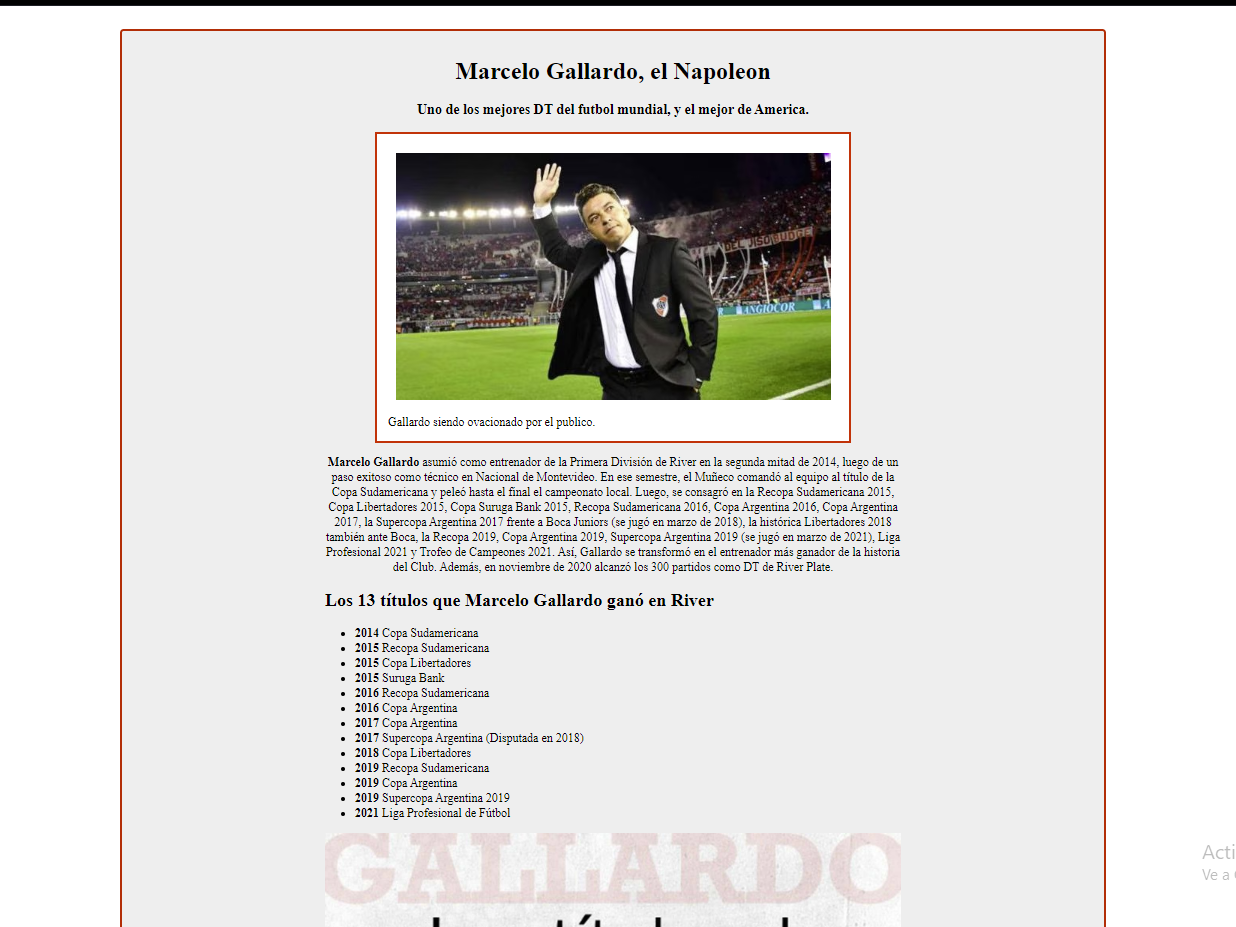 Marcelo Gallardo, el Napoleon
Uno de los mejores DT del futbol mundial, y el mejor de America.
ANGIOCOR
Gallardo siendo ovacionado por el publico.
Marcelo Gallardo asumió como entrenador de la Primera División de River en la segunda mitad de 2014, luego de un
paso exitoso como técnico en Nacional de Montevideo. En ese semestre, el Muñeco comandó al equipo al título de la
Copa Sudamericana y peleó hasta el final el campeonato local. Luego, se consagró en la Recopa Sudamericana 2015,
Copa Libertadores 2015, Copa Suruga Bank 2015, Recopa Sudamericana 2016, Copa Argentina 2016, Copa Argentina
2017, la Supercopa Argentina 2017 frente a Boca Juniors (se jugó en marzo de 2018), la histórica Libertadores 2018
también ante Boca, la Recopa 2019, Copa Argentina 2019, Supercopa Argentina 2019 (se jugó en marzo de 2021), Liga
Profesional 2021 y Trofeo de Campeones 2021. Así, Gallardo se transformó en el entrenador más ganador de la historia
del Club. Además, en noviembre de 2020 alcanzó los 300 partidos como DT de River Plate.
Los 13 títulos que Marcelo Gallardo ganó en River
2014 Copa Sudamericana
2015 Recopa Sudamericana
2015 Copa Libertadores
2015 Suruga Bank
2016 Recopa Sudamericana
2016 Copa Argentina
2017 Copa Argentina
2017 Supercopa Argentina (Disputada en 2018)
2018 Copa Libertadores
2019 Recopa Sudamericana
2019 Copa Argentina
2019 Supercopa Argentina 2019
2021 Liga Profesional de Fútbol
GALLARDO
Acti
Ve a